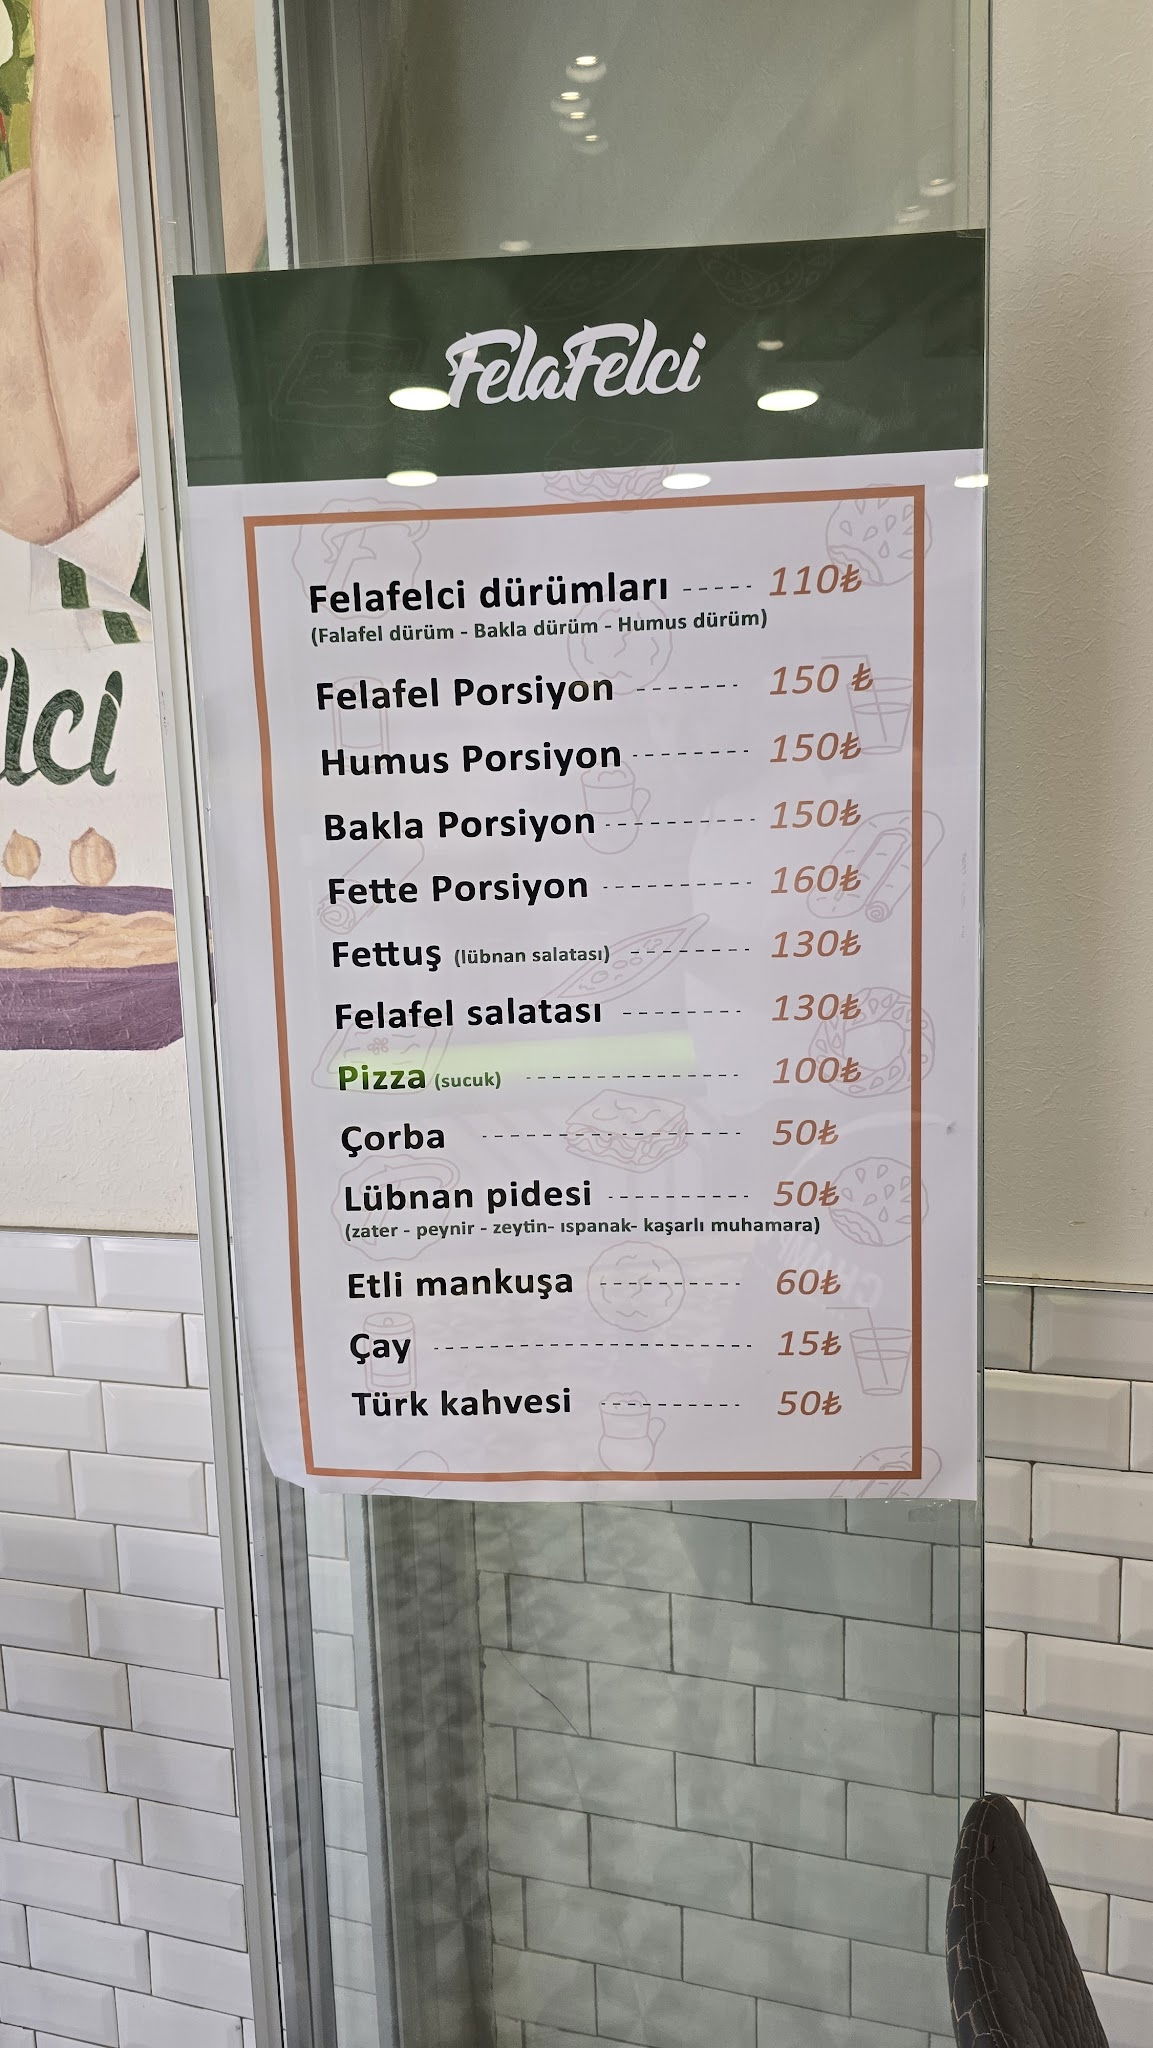 FelaFelci
Felafelci dürümları ----- 110₺
(Falafel dürüm - Bakla dürüm - Humus dürüm)
Felafel Porsiyon ------- 150 ₺
Humus Porsiyon -------- 150₺
Bakla Porsiyon ---------- 150₺
Fette Porsiyon ---------- 160₺
Fettuş (lübnan salatası) -------- 130₺
Felafel salatası -------- 130₺
Pizza (sucuk) --------------- 100₺
Çorba ----------------- 50₺
Lübnan pidesi ---------- 50₺
(zater - peynir - zeytin- ıspanak- kaşarlı muhamara)
Etli mankuşa ---------- 60₺
Çay ---------------------- 15₺
Türk kahvesi ---------- 50₺
lci